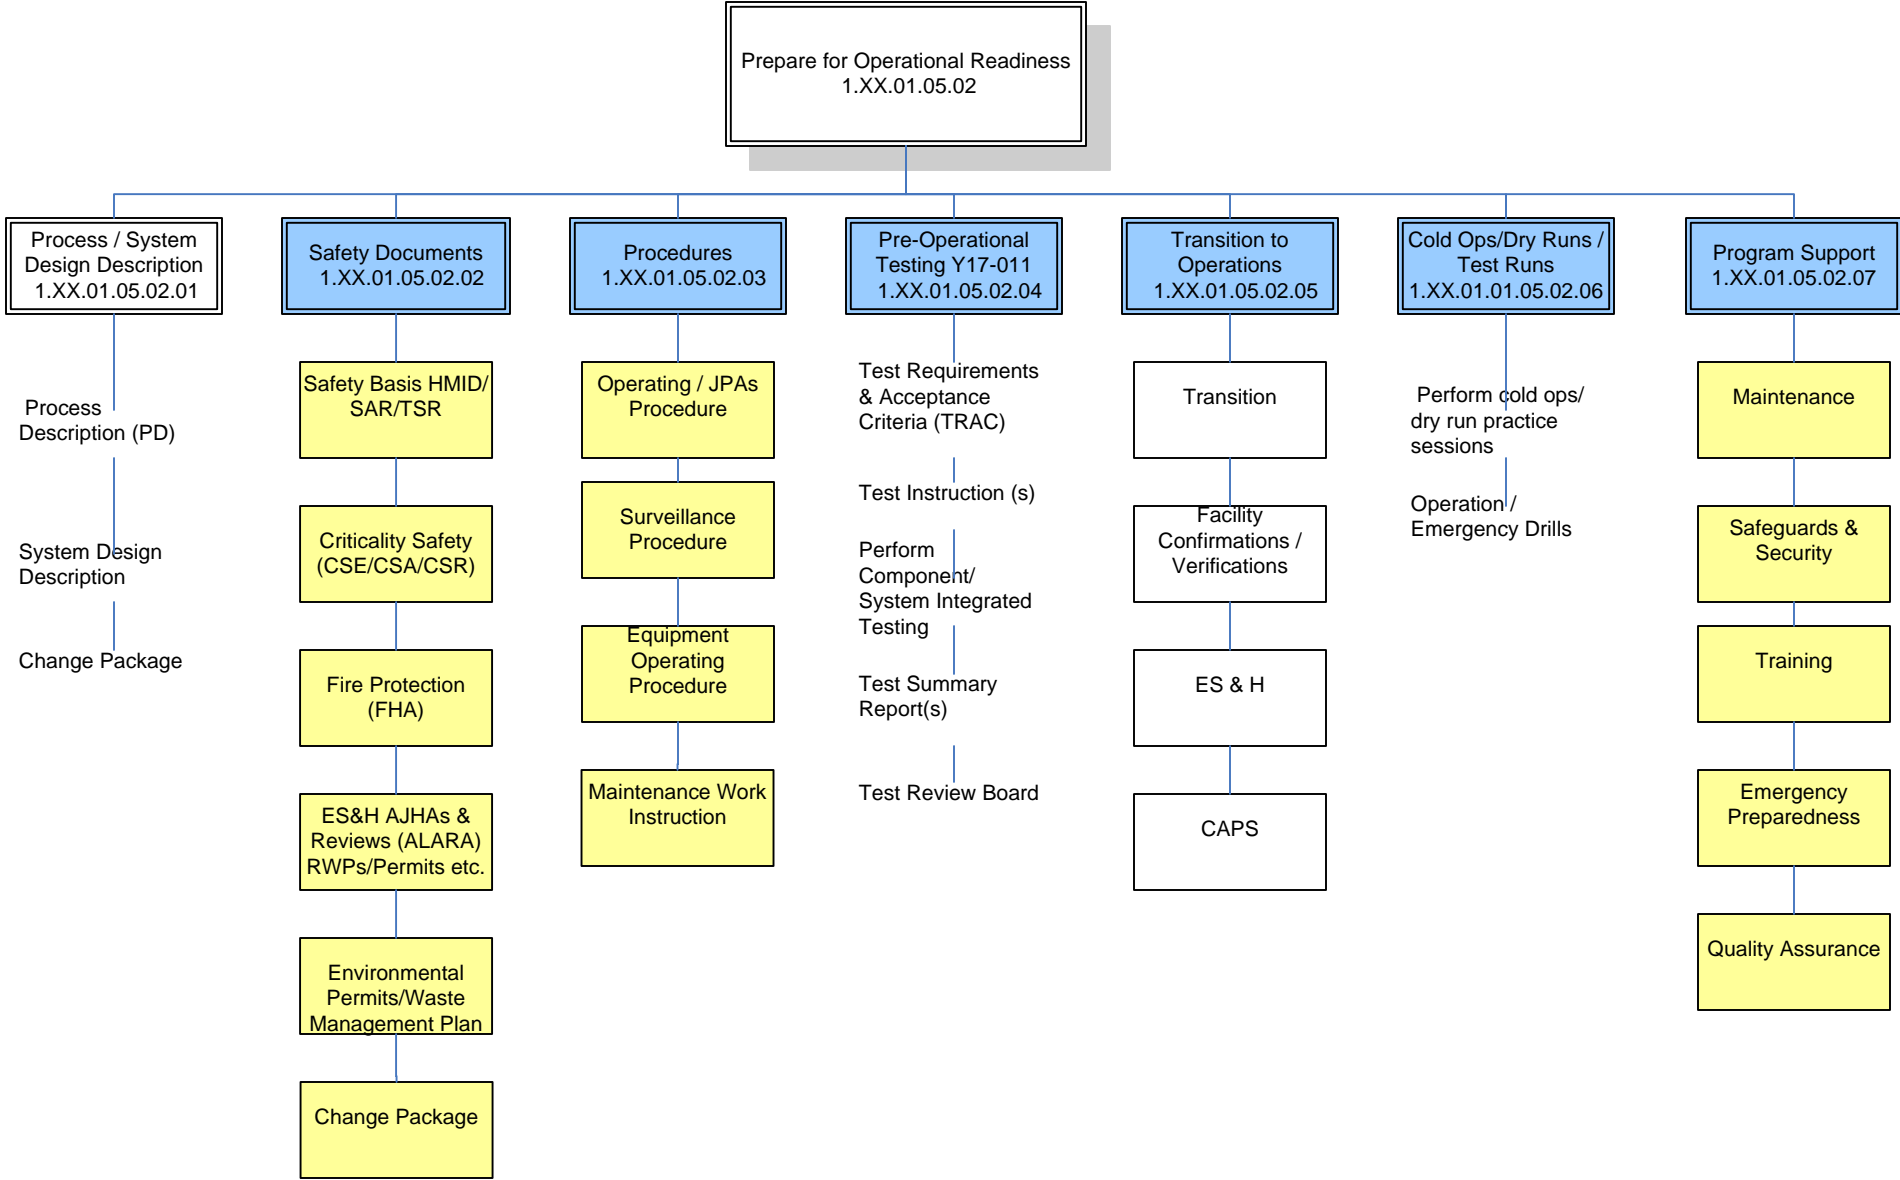 Prepare for Operational Readiness
1.XX.01.05.02
Process / System
Design Description
1.XX.01.05.02.01
Process
Description (PD)
System Design
Description
Change Package
Safety Documents
1.XX.01.05.02.02
Safety Basis HMID/
SAR/TSR
Criticality Safety
(CSE/CSA/CSR)
Fire Protection
(FHA)
ES&H AJHAs &
Reviews (ALARA)
RWPs/Permits etc.
Environmental
Permits/Waste
Management Plan
Change Package
Procedures
1.XX.01.05.02.03
Operating / JPAs
Procedure
Surveillance
Procedure
Equipment
Operating
Procedure
Maintenance Work
Instruction
Pre-Operational
Testing Y17-011
1.XX.01.05.02.04
Test Requirements
& Acceptance
Criteria (TRAC)
Test Instruction (s)
Perform
Component/
System Integrated
Testing
Test Summary
Report(s)
Test Review Board
Transition to
Operations
1.XX.01.05.02.05
Transition
Facility
Confirmations /
Verifications
ES & H
CAPS
Cold Ops/Dry Runs /
Test Runs
1.XX.01.01.05.02.06
Perform cold ops/
dry run practice
sessions
Operation /
Emergency Drills
Program Support
1.XX.01.05.02.07
Maintenance
Safeguards &
Security
Training
Emergency
Preparedness
Quality Assurance